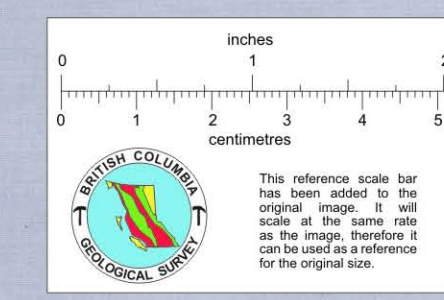 inches
0 1 2
0 1 2 3 4 5
centimetres
BRITISH COLUMBIA
GEOLOGICAL SURVEY
This reference scale bar
has been added to the
original image. It will
scale at the same rate
as the image, therefore it
can be used as a reference
for the original size.